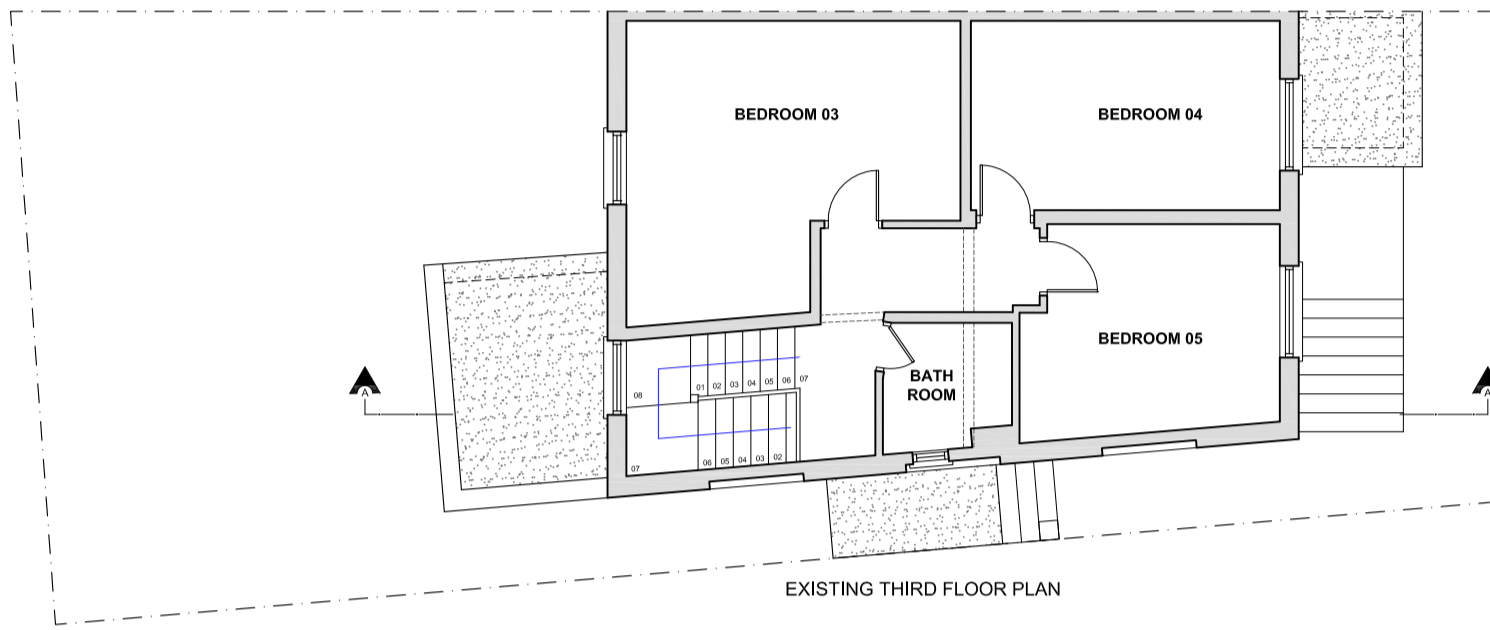 BEDROOM 03
BEDROOM 04
BEDROOM 05
BATH
ROOM
A
A
08
01 02 03 04 05 06 07
07
06 05 04 03 02
EXISTING THIRD FLOOR PLAN